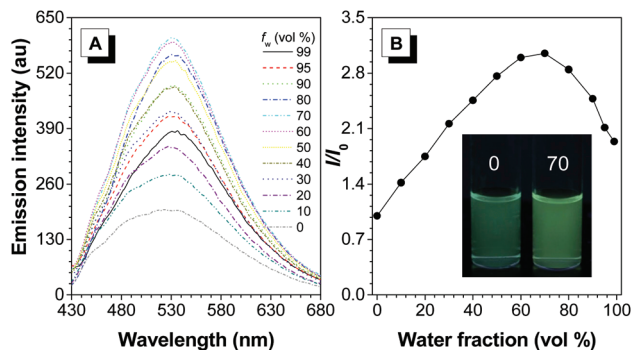 A
f_w (vol %)
99
95
90
80
70
60
50
40
30
20
10
0
650
520
390
260
130
0
Emission intensity (au)
430 480 530 580 630 680
Wavelength (nm)
B
0 70
3.5
2.8
2.1
1.4
0.7
0.0
I/I0
0 20 40 60 80 100
Water fraction (vol %)